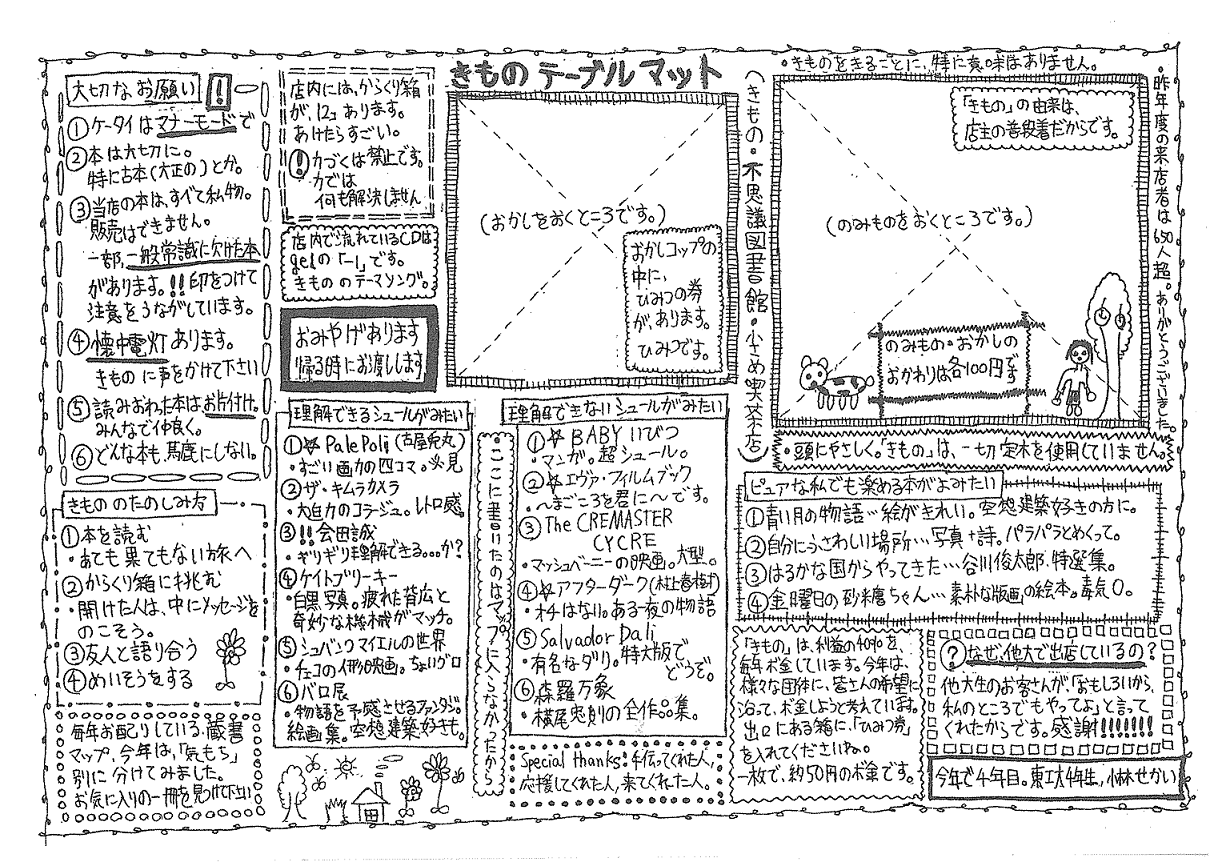 きもの テーブルマット
(きもの・不思議図書館・小さめ喫茶店)
・きものをきることに、特に意味はありません。
・昨年度の来店者は650人超。ありがとうございました。
大切な、お願い !
①ケータイはマナーモードで
②本は大切に。
特に古本(大正の)とか。
③当店の本は、すべて私物。
販売はできません。
一部、一般常識に欠けた本
があります。!!印をつけて
注意をうながしています。
④懐中電灯あります。
きもの に声をかけて下さい
⑤読みおわった本はお片付け。
みんなで仲良く。
⑥どんな本も、馬鹿にしない。
きもの のたのしみ方
①本を読む
・あても果てもない旅へ
②からくり箱に挑む
・開けた人は、中にメッセージを
のこそう。
③友人と語り合う
④めいそうをする
毎年お配りしている、蔵書
マップ。今年は、「気もち」
別に分けてみました。
お気に入りの一冊を見つけて下さい
店内には、からくり箱
が、12コあります。
あけたらすごい。
!力づくは禁止です。
力では
何も解決しません
店内で流れているCDは
gelの「-1」です。
きもの のテーマソング。
おみやげあります
帰る時にお渡しします
(おかしをおくところです。)
おかしコップの
中に、
ひみつの券
が、あります。
ひみつです。
「きもの」の由来は、
店主の普段着だからです。
(のみものをおくところです。)
のみもの・おかしの
おかわりは各100円です
・頭にやさしく。「きもの」は、一切定木を使用していません。
理解できるシュールがみたい
①☆ Pale Poli (古屋兎丸)
・すごい画力の四コマ。必見
②ザ・キムラカメラ
・大迫力のコラージュ。レトロ感。
③!!会田誠
・ギリギリ理解できる。。。か?
④ケイトブリーキー
・白黒写真。疲れた背広と
奇妙な機械がマッチ。
⑤シュバンクマイエルの世界
・チェコの人形映画。ちょいグロ
⑥バロ展
・物語を予感させるファンタジー
絵画集。空想建築好きも。
・ここに書いたのはマップに入らなかったから
理解できないシュールがみたい
①☆ BABY いびつ
・マンガ。超シュール。
②☆エヴァ・フィルムブック
・〜まごころを君に〜です。
③The CREMASTER
CYCRE
・マッシュベーニーの映画。大型。
④☆アフターダーク(村上春樹)
・オチはない。ある一夜の物語
⑤Salvador Dali
・有名なダリ。特大版で
どうぞ。
⑥森羅万象
・横尾忠則の全作品集。
Special thanks:手伝ってくれた人、
応援してくれた人、来てくれた人。
ピュアな私でも楽める本がよみたい
①青い月の物語…絵がきれい。空想建築好きの方に。
②自分にふさわしい場所…写真+詩。パラパラとめくって。
③はるかな国からやってきた…谷川俊太郎、特選集。
④金曜日の砂糖ちゃん…素朴な版画の絵本。毒気0。
「きもの」は、利益の40%を、
毎年募金しています。今年は、
様々な団体に、皆さんの希望に
沿って、募金しようと考えています。
出口にある箱に、「ひみつ券」
を入れてくださいね。
一枚で、約50円の募金です。
?なぜ、他大で出店しているの?
他大生のお客さんが、「おもしろいから、
私のところでもやってよ」と言って
くれたからです。感謝!!!!!!!!
今年で4年目。東工大4年生、小林せかい